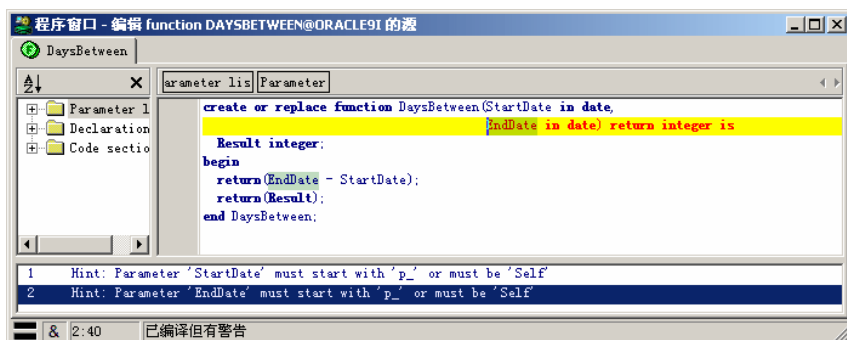 程序窗口 - 编辑 function DAYSBETWEEN@ORACLE9I 的源
F DaysBetween
A Z
arameter lis Parameter
Parameter l
Declaration
Code sectio
create or replace function DaysBetween(StartDate in date,
EndDate in date) return integer is
Result integer;
begin
return(EndDate - StartDate);
return(Result);
end DaysBetween;
1 Hint: Parameter 'StartDate' must start with 'p_' or must be 'Self'
2 Hint: Parameter 'EndDate' must start with 'p_' or must be 'Self'
& 2:40 已编译但有警告